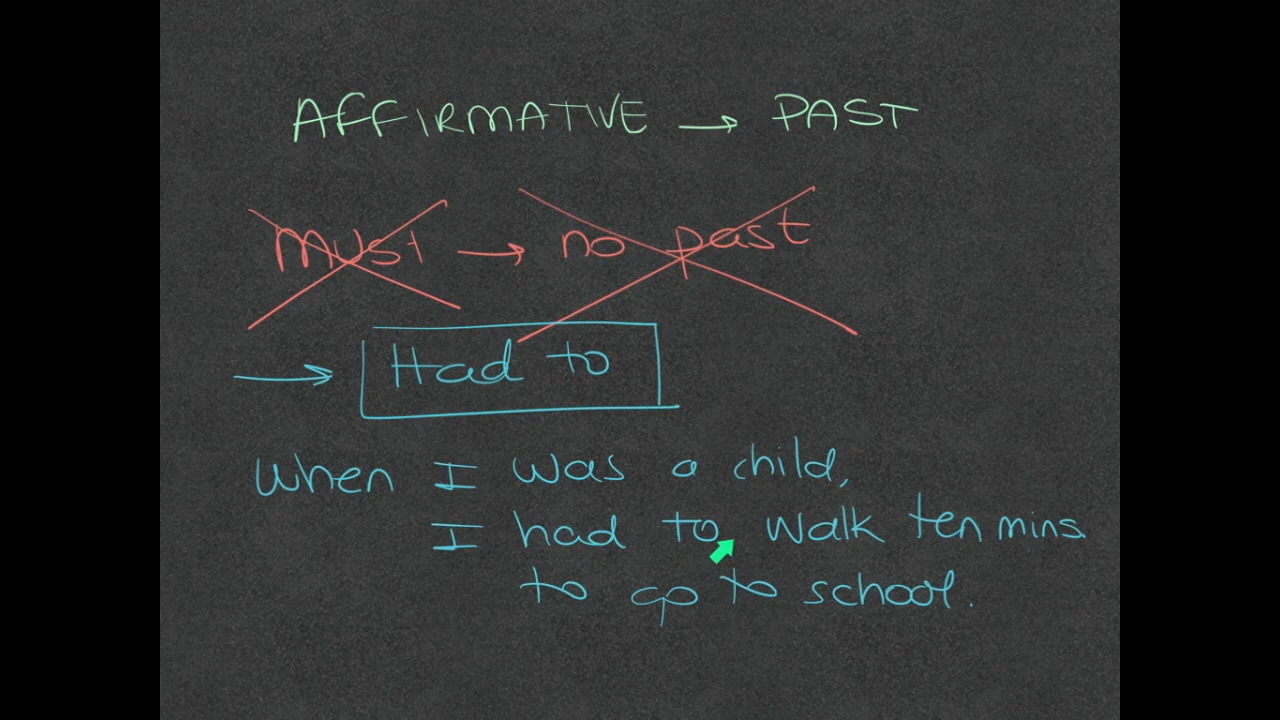 AFFIRMATIVE → PAST
Must → no past
→ Had to
When I was a child,
I had to walk ten mins.
to go to school.